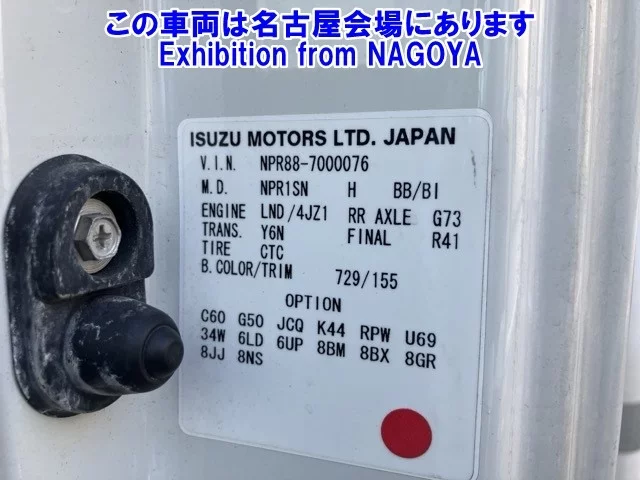 この車両は名古屋会場にあります
Exhibition from NAGOYA
ISUZU MOTORS LTD. JAPAN
V.I.N. NPR88-7000076
M.D. NPR1SN H BB/BI
ENGINE LND/4JZ1 RR AXLE G73
TRANS. Y6N FINAL R41
TIRE CTC
B.COLOR/TRIM 729/155
OPTION
C60 G50 JCQ K44 RPW U69
34W 6LD 6UP 8BM 8BX 8GR
8JJ 8NS